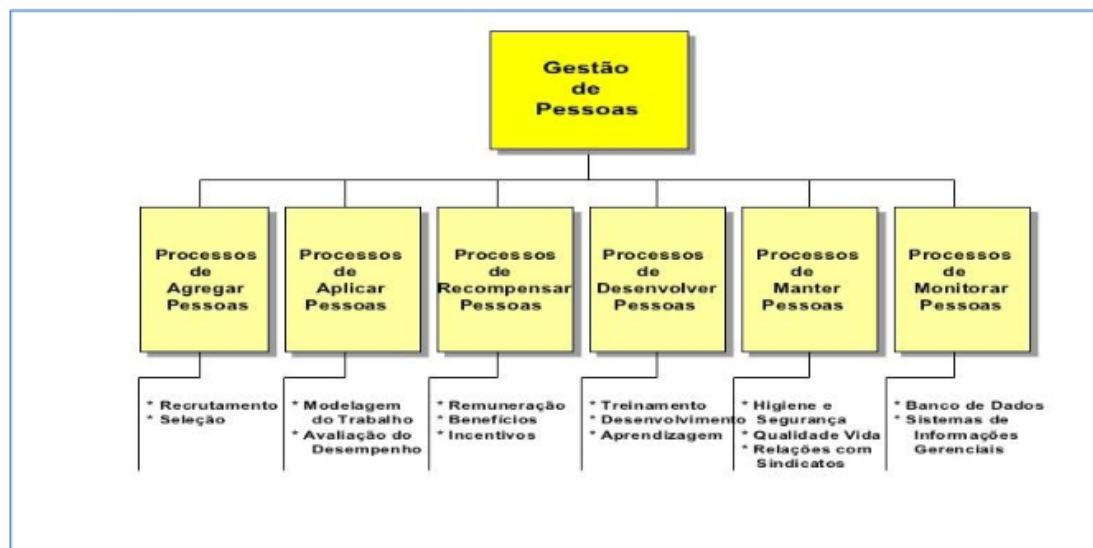 Gestão
de
Pessoas
Processos
de
Agregar
Pessoas
Processos
de
Aplicar
Pessoas
Processos
de
Recompensar
Pessoas
Processos
de
Desenvolver
Pessoas
Processos
de
Manter
Pessoas
Processos
de
Monitorar
Pessoas
* Recrutamento
* Seleção
* Modelagem
do Trabalho
* Avaliação do
Desempenho
* Remuneração
* Benefícios
* Incentivos
* Treinamento
* Desenvolvimento
* Aprendizagem
* Higiene e
Segurança
* Qualidade Vida
* Relações com
Sindicatos
* Banco de Dados
* Sistemas de
Informações
Gerenciais